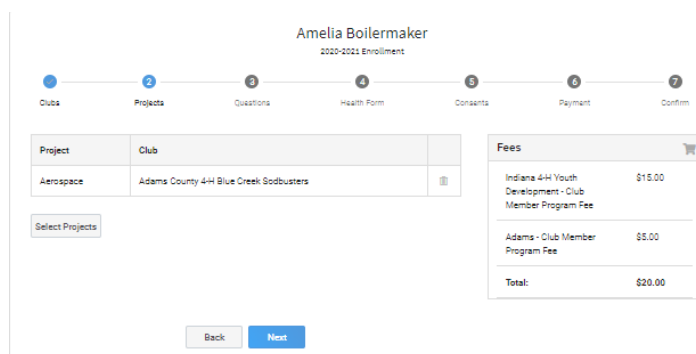 Amelia Boilermaker
2020-2021 Enrollment
2 3 4 5 6 7
Clubs Projects Questions Health Form Consents Payment Confirm
Project Club
Aerospace Adams County 4-H Blue Creek Sodbusters
Select Projects
Fees
Indiana 4-H Youth $15.00
Development - Club
Member Program Fee
Adams - Club Member $5.00
Program Fee
Total: $20.00
Back Next